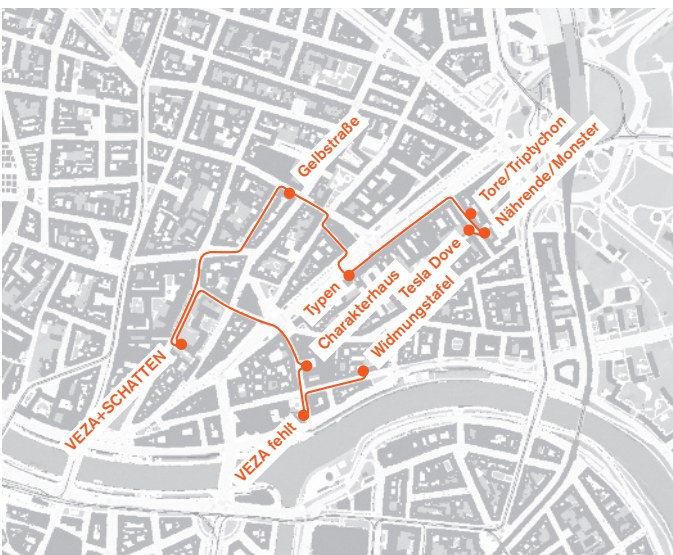 Gelbstraße
Tore/Triptychon
Nährende/Monster
Tesla Dove
Typen
Charakterhaus
Widmungstafel
VEZA+SCHATTEN
VEZA fehlt